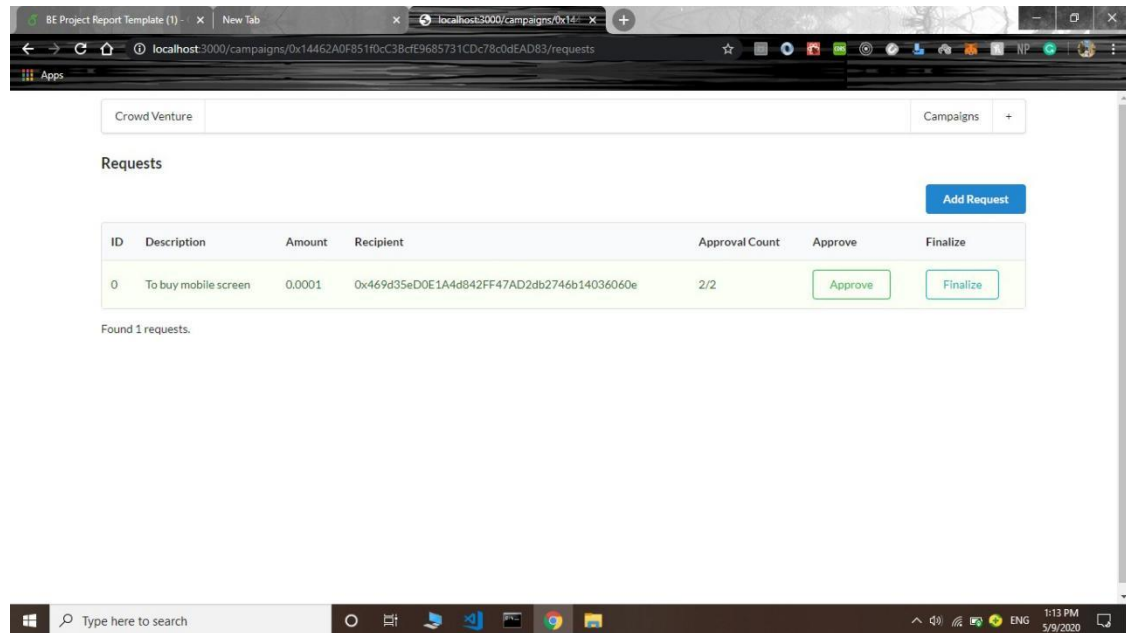 BE Project Report Template (1) -
New Tab
localhost:3000/campaigns/0x14
localhost:3000/campaigns/0x14462A0F851f0cC3BcfE9685731CDc78c0dEAD83/requests
NP
Apps
Crowd Venture
Campaigns +
Requests
Add Request
ID Description Amount Recipient Approval Count Approve Finalize
0 To buy mobile screen 0.0001 0x469d35eD0E1A4d842FF47AD2db2746b14036060e 2/2 Approve Finalize
Found 1 requests.
Type here to search
ENG
1:13 PM
5/9/2020